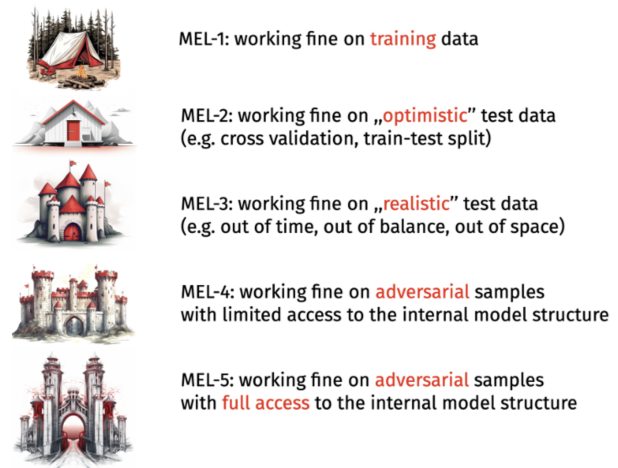 MEL-1: working fine on training data
MEL-2: working fine on „optimistic” test data
(e.g. cross validation, train-test split)
MEL-3: working fine on „realistic” test data
(e.g. out of time, out of balance, out of space)
MEL-4: working fine on adversarial samples
with limited access to the internal model structure
MEL-5: working fine on adversarial samples
with full access to the internal model structure